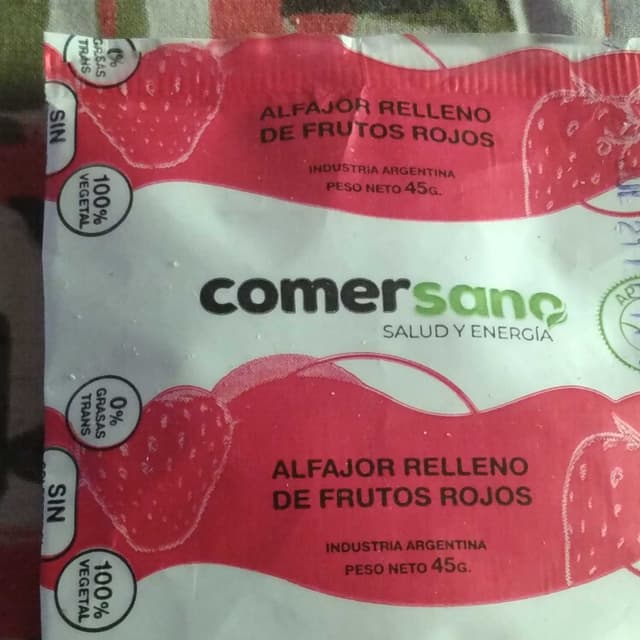 0%
GRASAS
TRANS
SIN
100%
VEGETAL
ALFAJOR RELLENO
DE FRUTOS ROJOS
INDUSTRIA ARGENTINA
PESO NETO 45G.
comersano
SALUD Y ENERGÍA
0%
GRASAS
TRANS
SIN
100%
VEGETAL
ALFAJOR RELLENO
DE FRUTOS ROJOS
INDUSTRIA ARGENTINA
PESO NETO 45G.